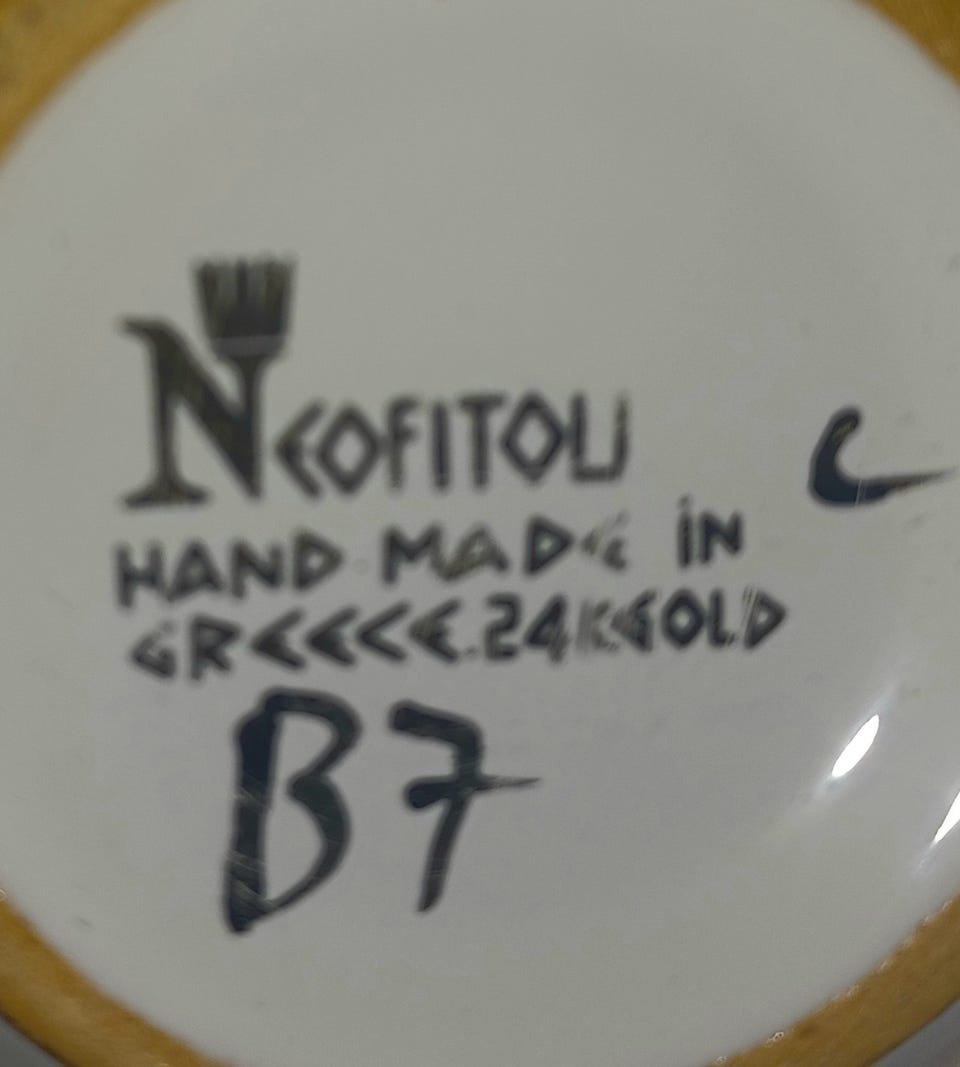 NEOFITOU
C
HAND MADE iN
GREECE.24KGOLD
B7